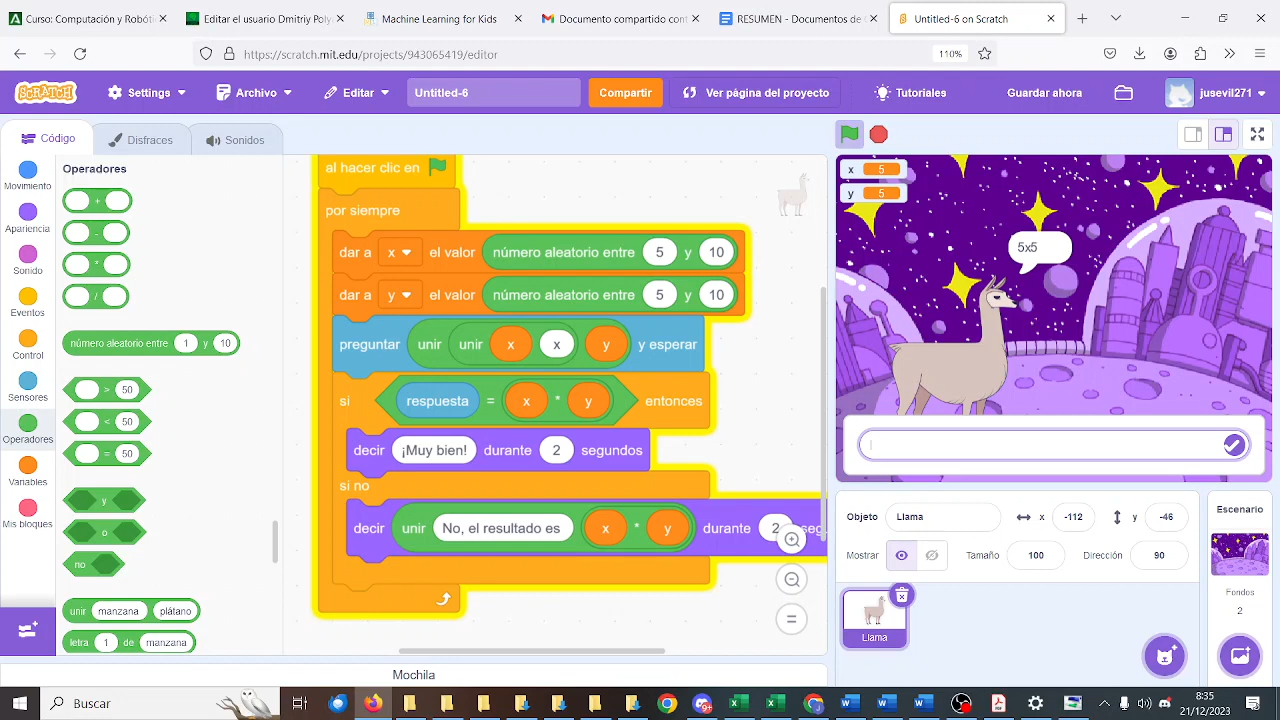 Curso: Computación y Robótic
Editar el usuario Dmitriy Poly
Machine Learning for Kids
Documento compartido cont
RESUMEN - Documentos de
Untitled-6 on Scratch
https://scratch.mit.edu/projects/943065419/editor
110%
SCRATCH
Settings
Archivo
Editar
Untitled-6
Compartir
Ver página del proyecto
Tutoriales
Guardar ahora
jusevil271
Código
Disfraces
Sonidos
Movimiento
Apariencia
Sonido
Eventos
Control
Sensores
Operadores
Variables
Mis bloques
Operadores
+
-
*
/
número aleatorio entre 1 y 10
> 50
< 50
= 50
y
o
no
unir manzana plátano
letra 1 de manzana
al hacer clic en
por siempre
dar a x el valor número aleatorio entre 5 y 10
dar a y el valor número aleatorio entre 5 y 10
preguntar unir unir x x y y esperar
si respuesta = x * y entonces
decir ¡Muy bien! durante 2 segundos
si no
decir unir No, el resultado es x * y durante 2 seg
Mochila
x 5
y 5
5x5
Objeto Llama x -112 y -46
Mostrar Tamaño 100 Dirección 90
Llama
Escenario
Fondos
2
Buscar
9+
8:35
21/12/2023